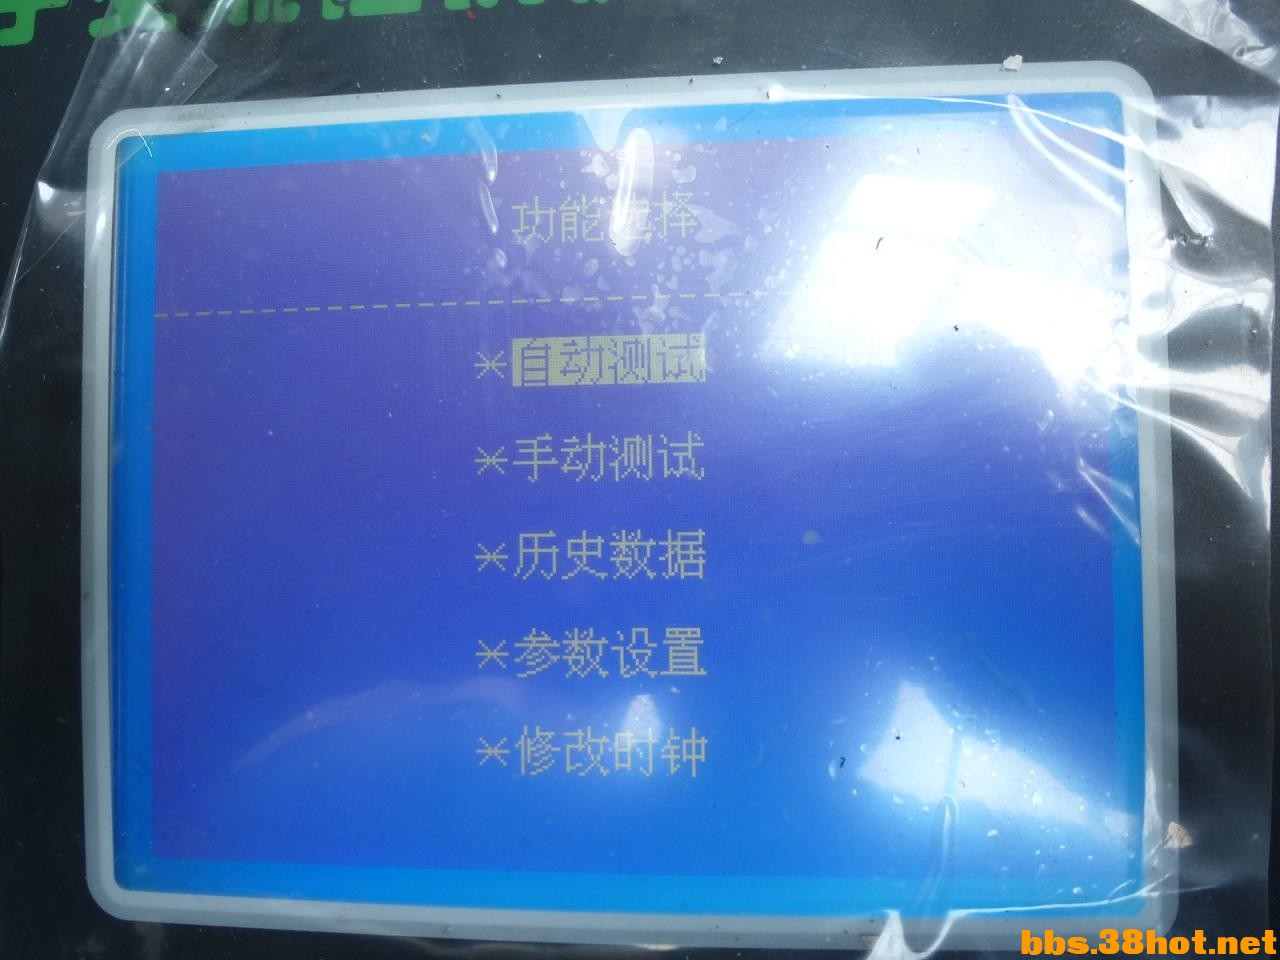 功能选择
*自动测试
*手动测试
*历史数据
*参数设置
*修改时钟
bbs.38hot.net